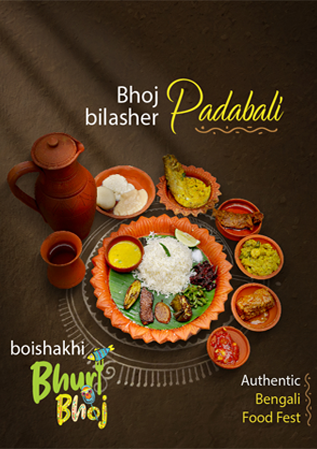 Bhoj
bilasher Padabali
boishakhi
Bhuri
Bhoj
Authentic
Bengali
Food Fest